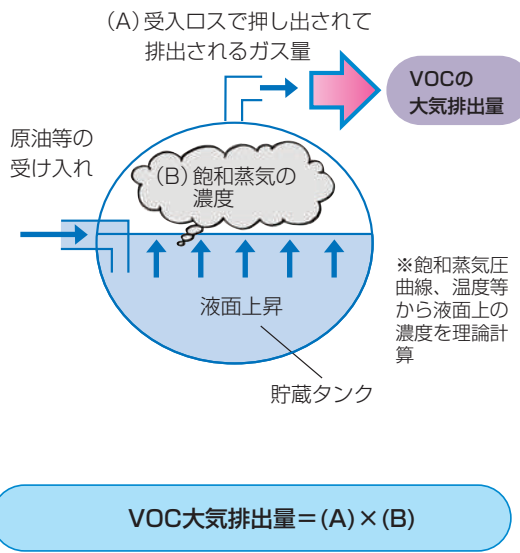 (A)受入ロスで押し出されて
排出されるガス量
VOCの
大気排出量
原油等の
受け入れ
(B)飽和蒸気の
濃度
液面上昇
※飽和蒸気圧
曲線、温度等
から液面上の
濃度を理論計
算
貯蔵タンク
VOC大気排出量＝(A)×(B)